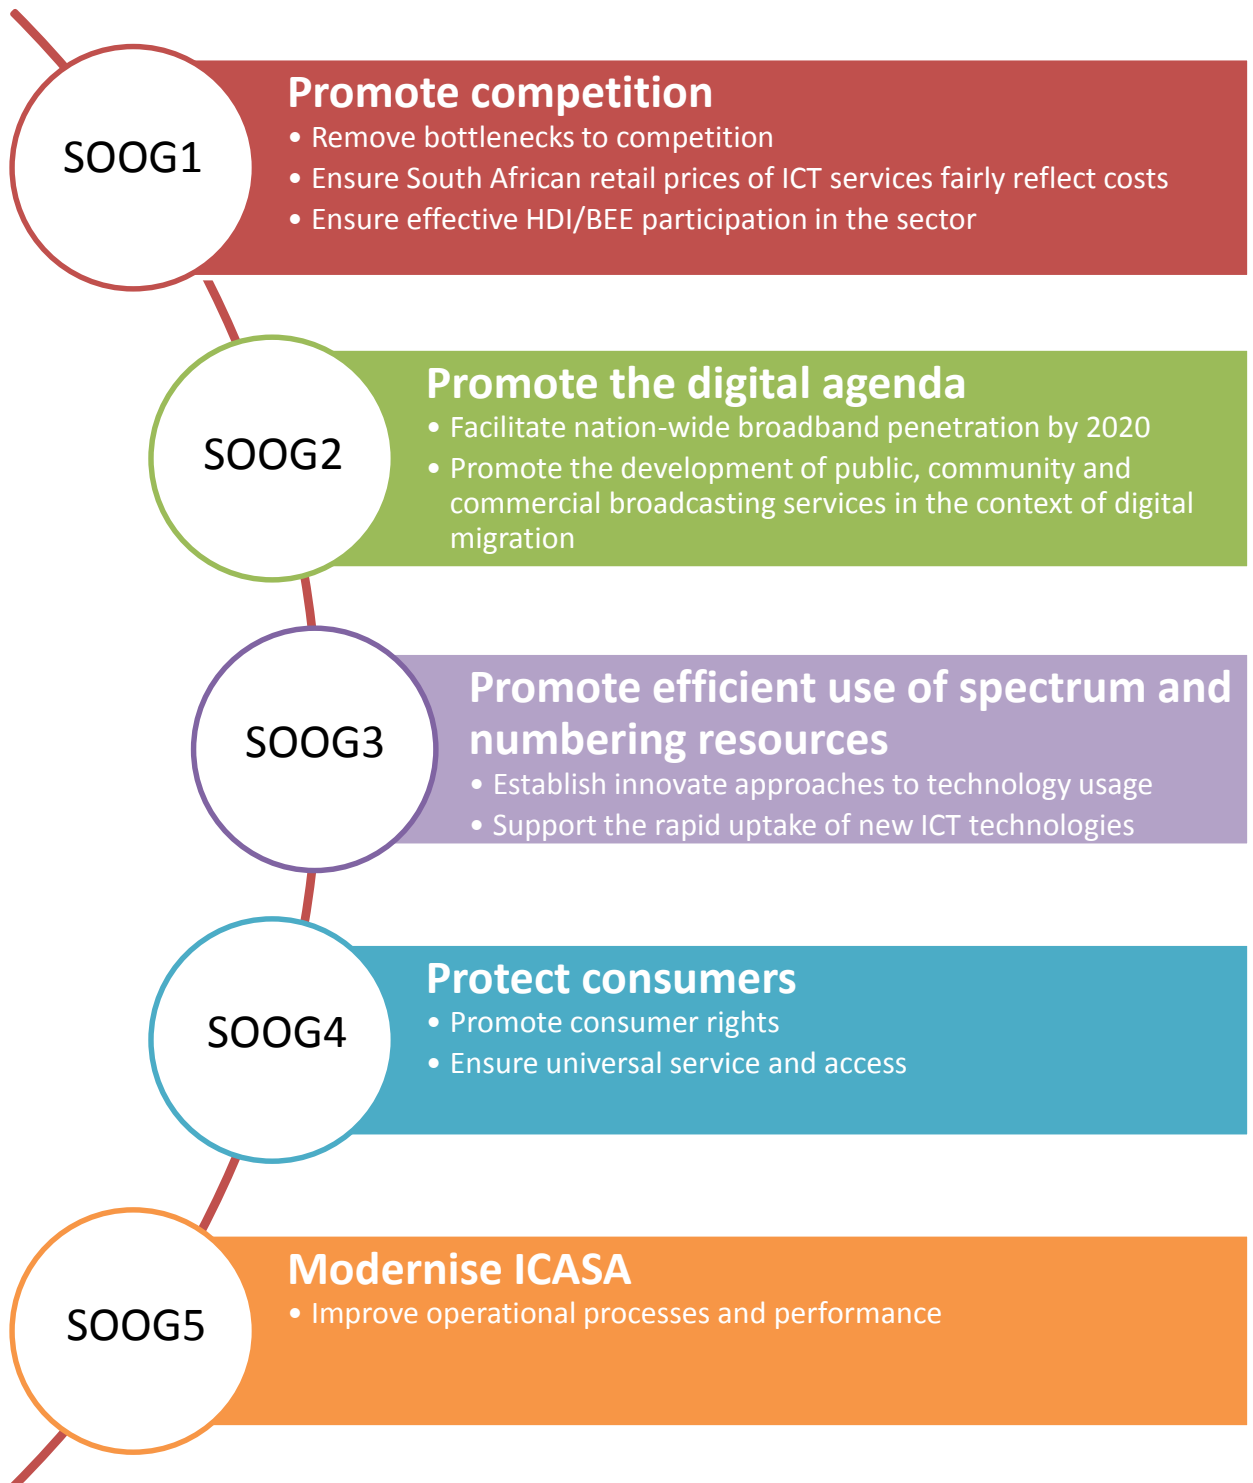 SOOG1
Promote competition
• Remove bottlenecks to competition
• Ensure South African retail prices of ICT services fairly reflect costs
• Ensure effective HDI/BEE participation in the sector
SOOG2
Promote the digital agenda
• Facilitate nation-wide broadband penetration by 2020
• Promote the development of public, community and
commercial broadcasting services in the context of digital
migration
SOOG3
Promote efficient use of spectrum and
numbering resources
• Establish innovate approaches to technology usage
• Support the rapid uptake of new ICT technologies
SOOG4
Protect consumers
• Promote consumer rights
• Ensure universal service and access
SOOG5
Modernise ICASA
• Improve operational processes and performance